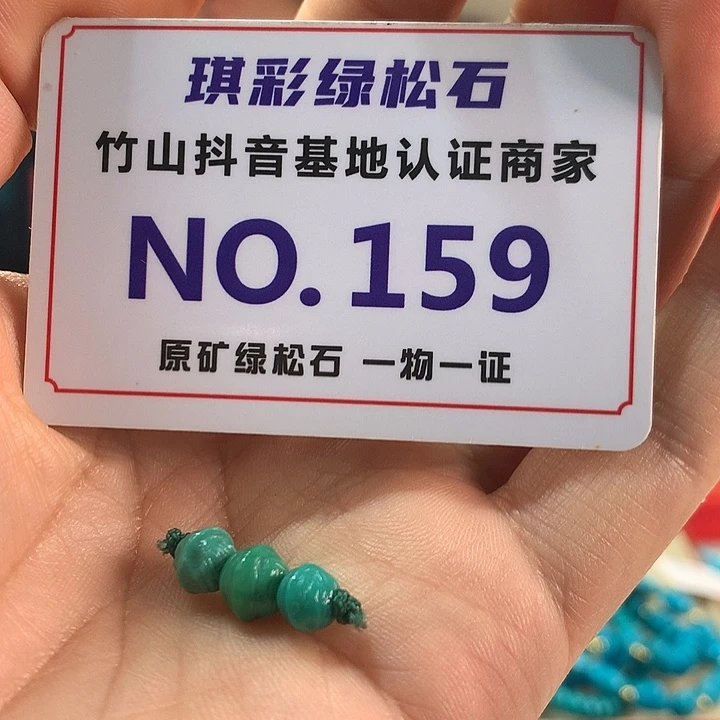 琪彩绿松石
竹山抖音基地认证商家
NO.159
原矿绿松石 一物一证